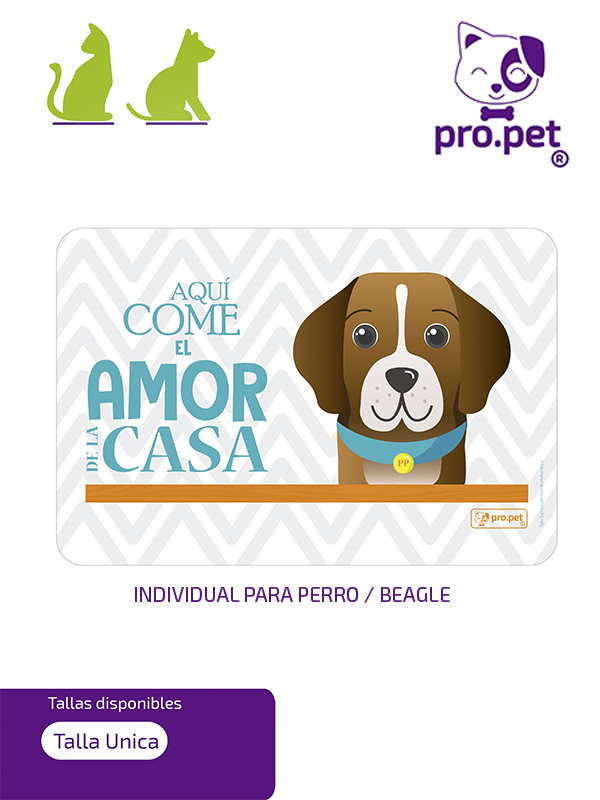 pro.pet
®
AQUÍ
COME
EL
AMOR
DE LA
CASA
PP
pro.pet
INDIVIDUAL PARA PERRO / BEAGLE
Tallas disponibles
Talla Unica